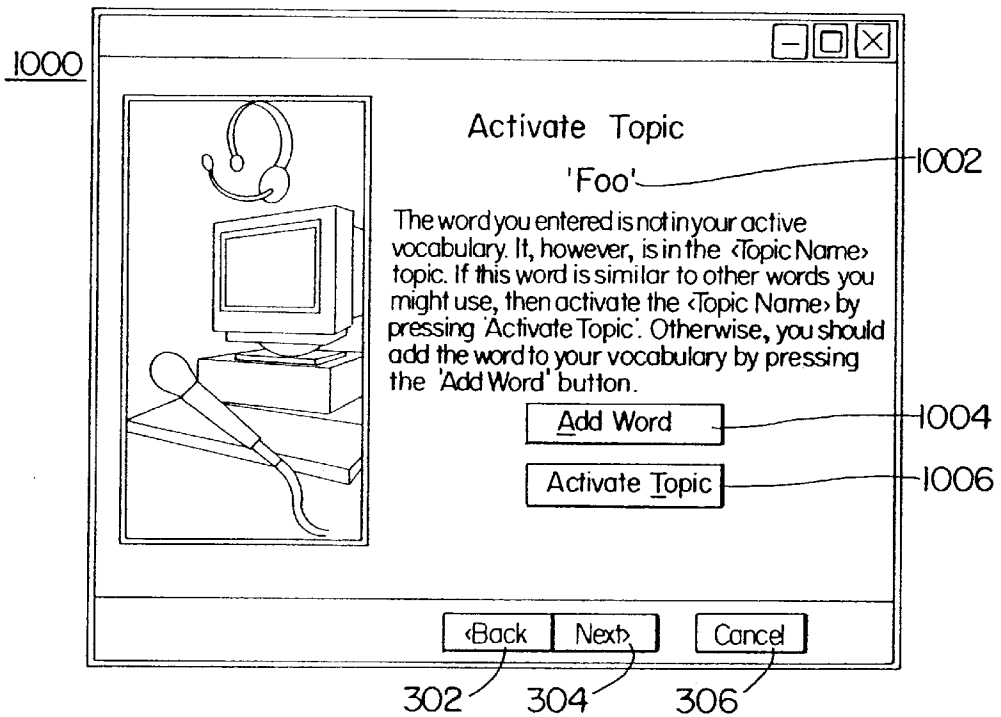 1000
Activate Topic
'Foo'
1002
The word you entered is not in your active
vocabulary. It, however, is in the <Topic Name>
topic. If this word is similar to other words you
might use, then activate the <Topic Name> by
pressing 'Activate Topic'. Otherwise, you should
add the word to your vocabulary by pressing
the 'Add Word' button.
Add Word
1004
Activate Topic
1006
<Back
Next>
Cancel
302
304
306